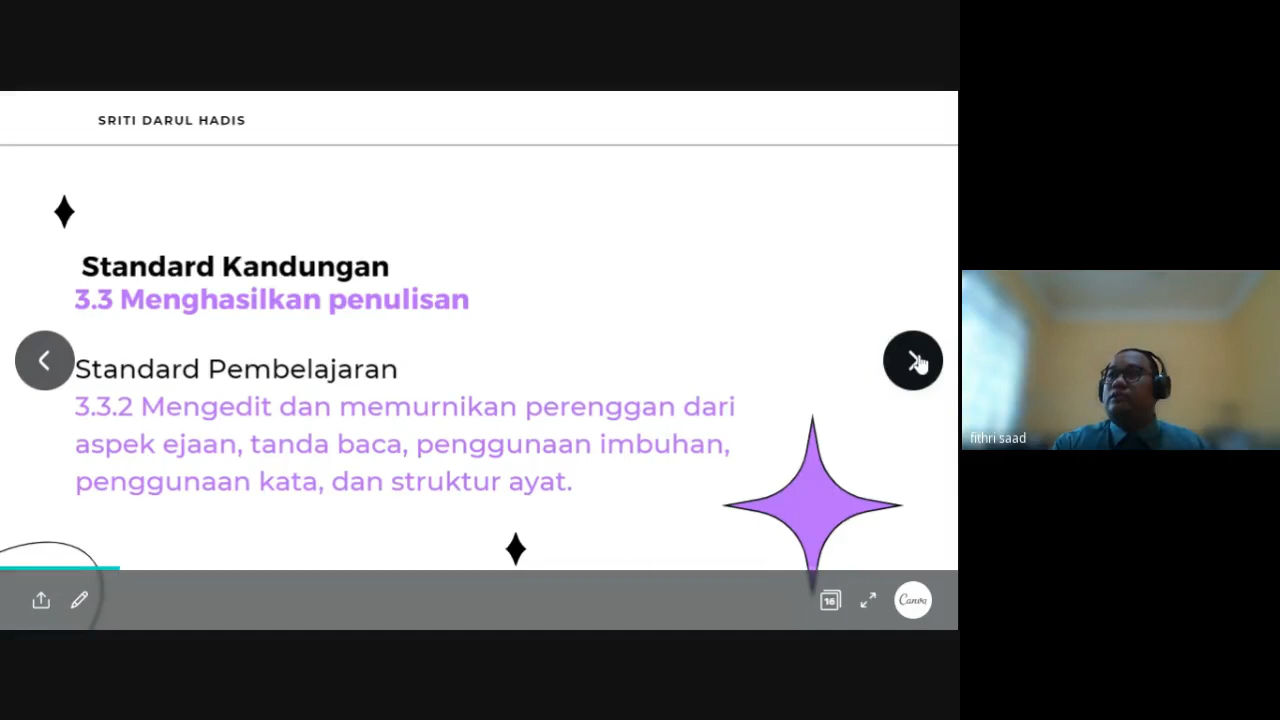 SRITI DARUL HADIS
Standard Kandungan
3.3 Menghasilkan penulisan
Standard Pembelajaran
3.3.2 Mengedit dan memurnikan perenggan dari
aspek ejaan, tanda baca, penggunaan imbuhan,
penggunaan kata, dan struktur ayat.
fithri saad
16
Canva